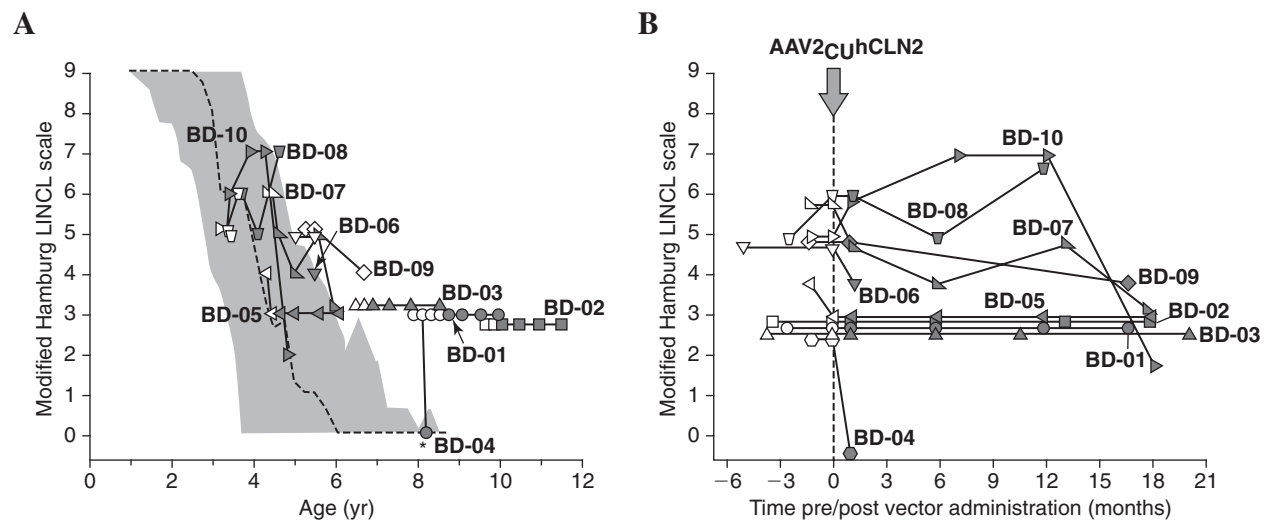 A
Modified Hamburg LINCL scale
9
8
7
6
5
4
3
2
1
0
BD-10
BD-08
BD-07
BD-06
BD-09
BD-05
BD-03
BD-02
BD-01
* BD-04
0 2 4 6 8 10 12
Age (yr)
B
AAV2CUhCLN2
Modified Hamburg LINCL scale
9
8
7
6
5
4
3
2
1
0
BD-10
BD-08
BD-07
BD-09
BD-06
BD-05
BD-02
BD-03
BD-01
BD-04
−6 −3 0 3 6 9 12 15 18 21
Time pre/post vector administration (months)